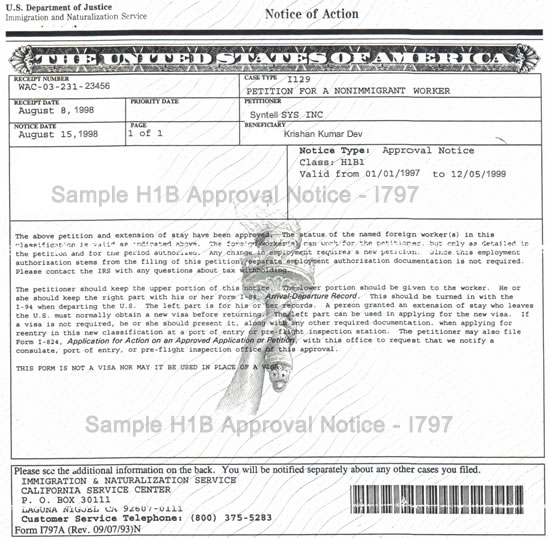 U.S. Department of Justice
Immigration and Naturalization Service
Notice of Action
THE UNITED STATES OF AMERICA
RECEIPT NUMBER
WAC-03-231-23456
CASE TYPE I129
PETITION FOR A NONIMMIGRANT WORKER
RECEIPT DATE
August 8, 1998
PRIORITY DATE
PETITIONER
Syntell SYS INC
NOTICE DATE
August 15,1998
PAGE
1 of 1
BENEFICIARY
Krishan Kumar Dev
Notice Type: Approval Notice
Class: H1B1
Valid from 01/01/1997 to 12/05/1999
Sample H1B Approval Notice - I797
The above petition and extension of stay have been approved. The status of the named foreign worker(s) in this
classification is valid as indicated above. The foreign worker(s) can work for the petitioner, but only as detailed in
the petition and for the period authorized. Any change in employment requires a new petition. Since this employment
authorization stems from the filing of this petition, separate employment authorization documentation is not required.
Please contact the IRS with any questions about tax withholding.
The petitioner should keep the upper portion of this notice. The lower portion should be given to the worker. He or
she should keep the right part with his or her Form I-94, Arrival-Departure Record. This should be turned in with the
I-94 when departing the U.S. The left part is for his or her records. A person granted an extension of stay who leaves
the U.S. must normally obtain a new visa before returning. The left part can be used in applying for the new visa. If
a visa is not required, he or she should present it, along with any other required documentation, when applying for
reentry in this new classification at a port of entry or pre-flight inspection station. The petitioner may also file
Form I-824, Application for Action on an Approved Application or Petition, with this office to request that we notify a
consulate, port of entry, or pre-flight inspection office of this approval.
THIS FORM IS NOT A VISA NOR MAY IT BE USED IN PLACE OF A VISA.
Sample H1B Approval Notice - I797
Please see the additional information on the back. You will be notified separately about any other cases you filed.
IMMIGRATION & NATURALIZATION SERVICE
CALIFORNIA SERVICE CENTER
P. O. BOX 30111
LAGUNA NIGUEL CA 92607-0111
Customer Service Telephone: (800) 375-5283
Form I797A (Rev. 09/07/93)N